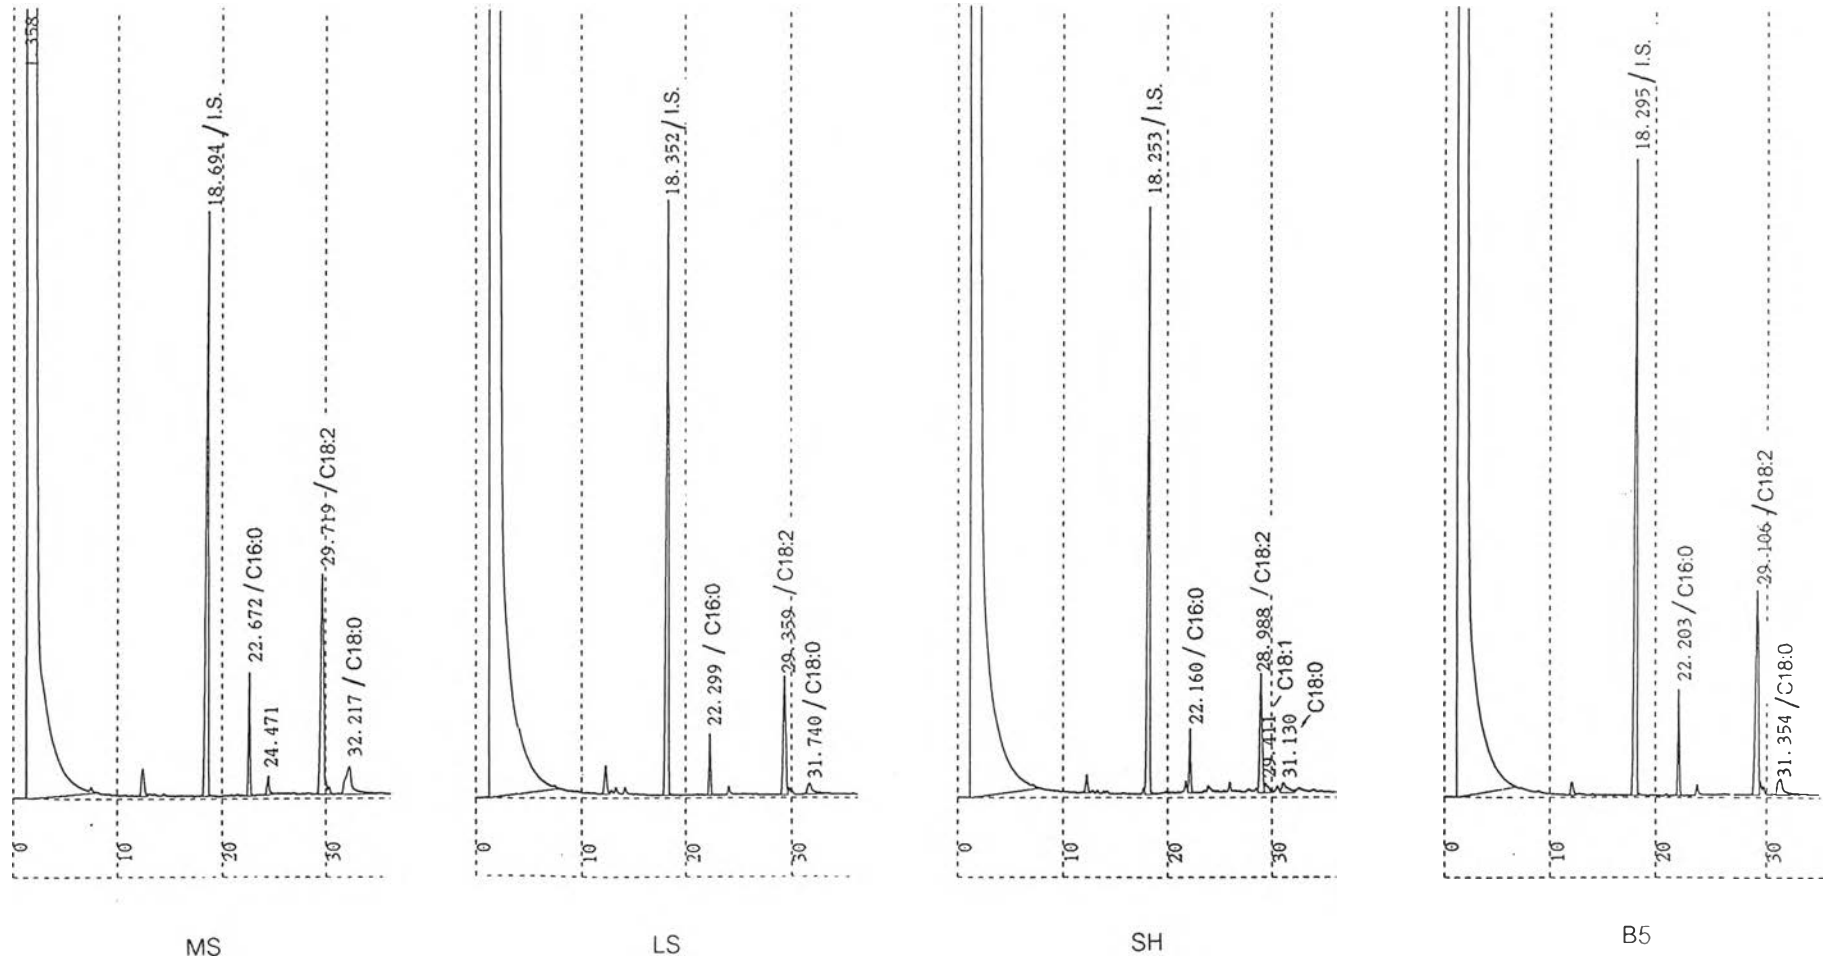 358
18.694 / I.S.
22.672 / C16:0
24.471
29.719 / C18:2
32.217 / C18:0
0 10 20 30
MS
18.352 / I.S.
22.299 / C16:0
29.359 / C18:2
31.740 / C18:0
0 10 20 30
LS
18.253 / I.S.
22.160 / C16:0
28.988 / C18:2
29.411 C18:1
31.130 C18:0
0 10 20 30
SH
18.295 / I.S.
22.203 / C16:0
29.106 / C18:2
31.354 / C18:0
0 10 20 30
B5